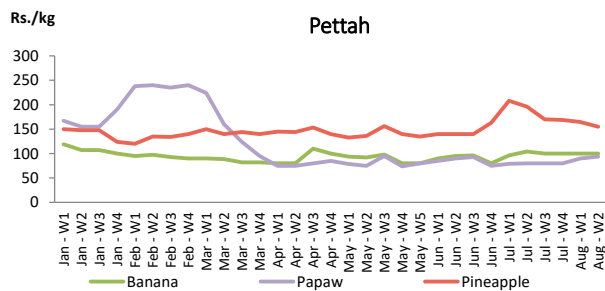 Rs./kg
Pettah
300
250
200
150
100
50
0
Jan - W1
Jan - W2
Jan - W3
Jan - W4
Feb - W1
Feb - W2
Feb - W3
Feb - W4
Mar - W1
Mar - W2
Mar - W3
Mar - W4
Apr - W1
Apr - W2
Apr - W3
Apr - W4
May - W1
May - W2
May - W3
May - W4
May - W5
Jun - W1
Jun - W2
Jun - W3
Jun - W4
Jul - W1
Jul - W2
Jul - W3
Jul - W4
Aug - W1
Aug - W2
Banana Papaw Pineapple